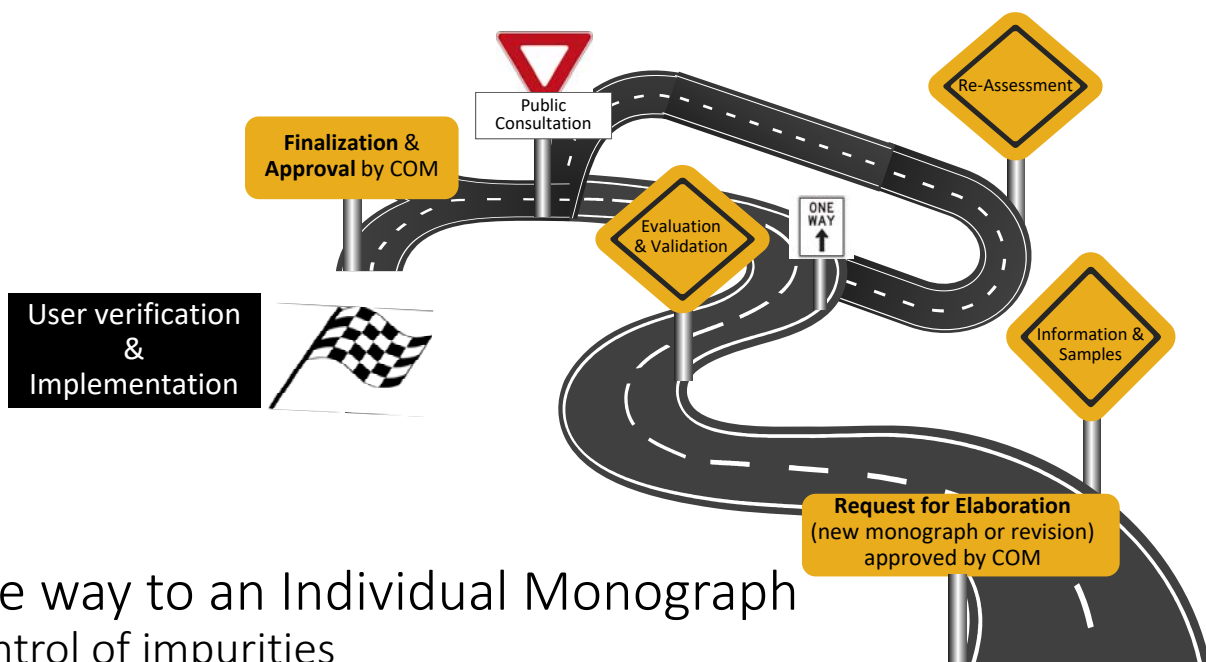 Re-Assessment
Public
Consultation
Finalization &
Approval by COM
ONE
WAY
Evaluation
& Validation
Information &
Samples
User verification
&
Implementation
Request for Elaboration
(new monograph or revision)
approved by COM
e way to an Individual Monograph
ntrol of impurities